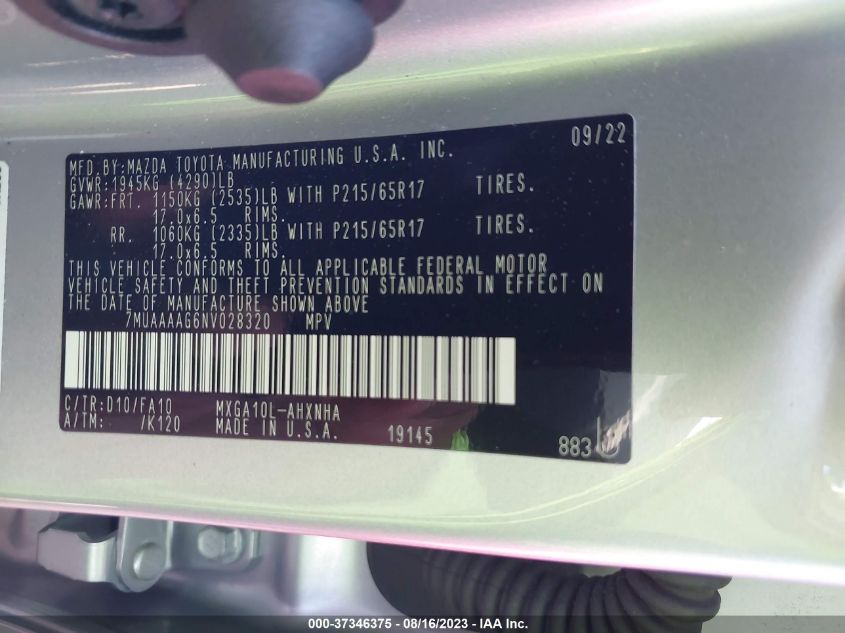 09/22
MFD.BY:MAZDA TOYOTA MANUFACTURING U.S.A. INC.
GVWR:1945KG (4290)LB
GAWR:FRT. 1150KG (2535)LB WITH P215/65R17 TIRES.
17.0x6.5 RIMS.
RR. 1060KG (2335)LB WITH P215/65R17 TIRES.
17.0x6.5 RIMS.
THIS VEHICLE CONFORMS TO ALL APPLICABLE FEDERAL MOTOR
VEHICLE SAFETY AND THEFT PREVENTION STANDARDS IN EFFECT ON
THE DATE OF MANUFACTURE SHOWN ABOVE
7MUAAAAG6NV028320 MPV
C/TR:D10/FA10 MXGA10L-AHXNHA
A/TM: /K120 MADE IN U.S.A. 19145
883
000-37346375 - 08/16/2023 - IAA Inc.